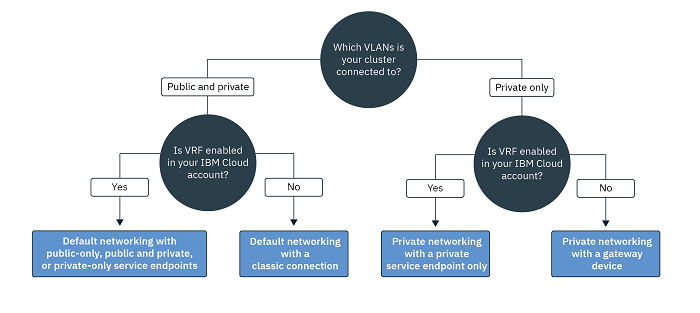 Which VLANs is
your cluster
connected to?
Public and private
Private only
Is VRF enabled
in your IBM Cloud
account?
Is VRF enabled
in your IBM Cloud
account?
Yes
No
Yes
No
Default networking with
public-only, public and private,
or private-only service endpoints
Default networking
with a
classic connection
Private networking
with a private
service endpoint only
Private networking
with a gateway
device